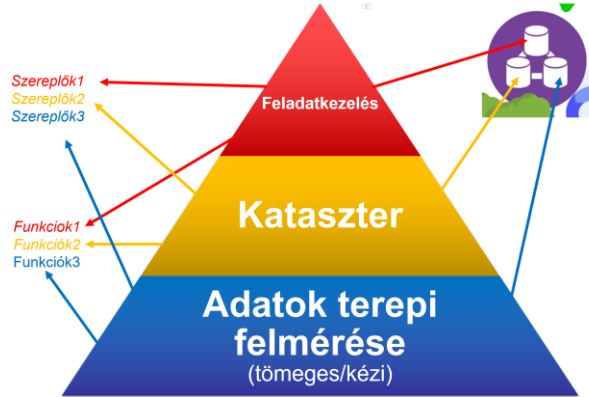 Szereplők1
Szereplők2
Szereplők3
Feladatkezelés
Kataszter
Funkciok1
Funkciók2
Funkciók3
Adatok terepi
felmérése
(tömeges/kézi)